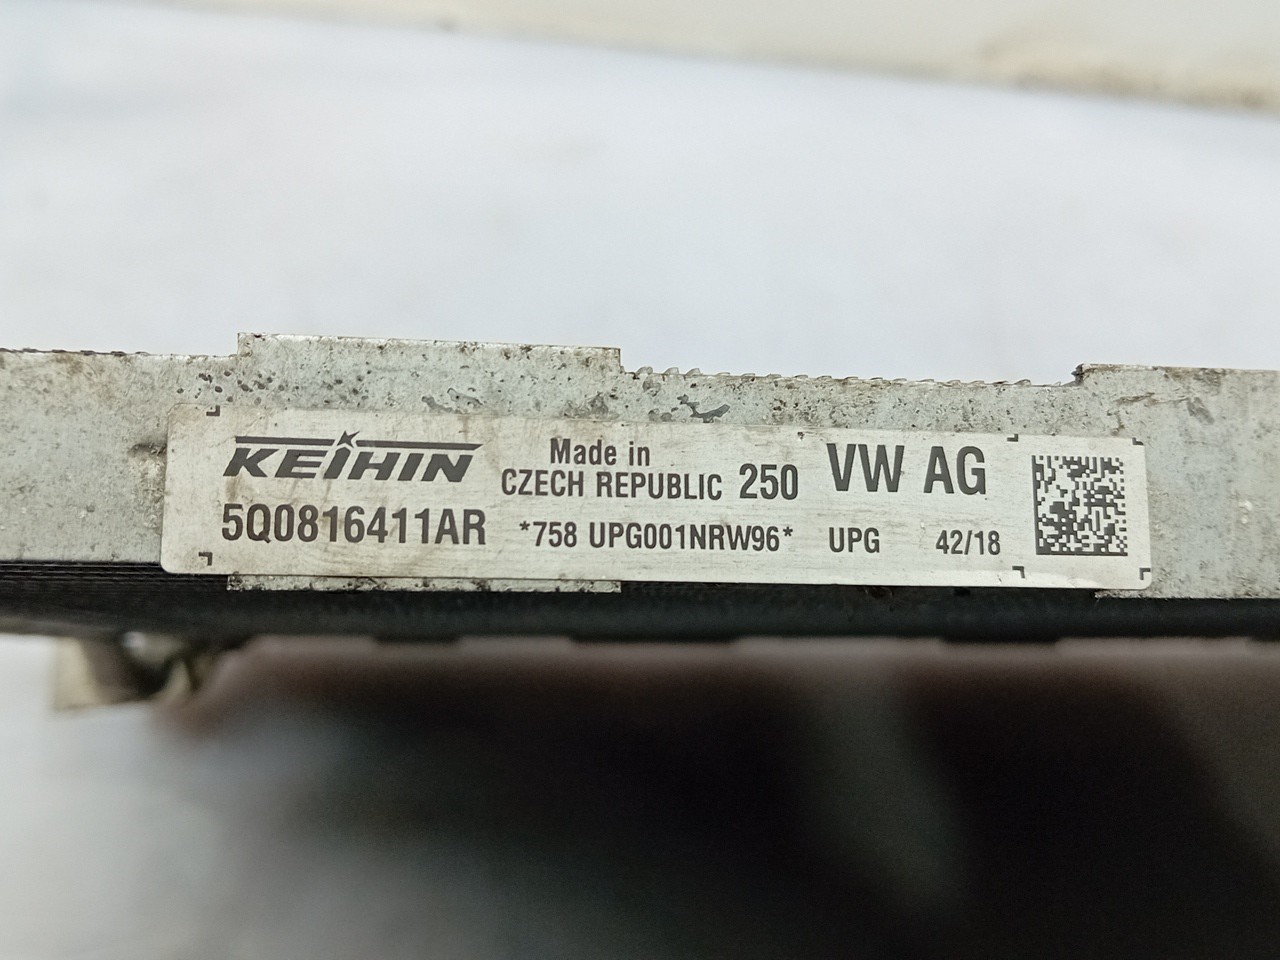 KEIHIN
Made in
CZECH REPUBLIC 250 VW AG
5Q0816411AR *758 UPG001NRW96* UPG 42/18